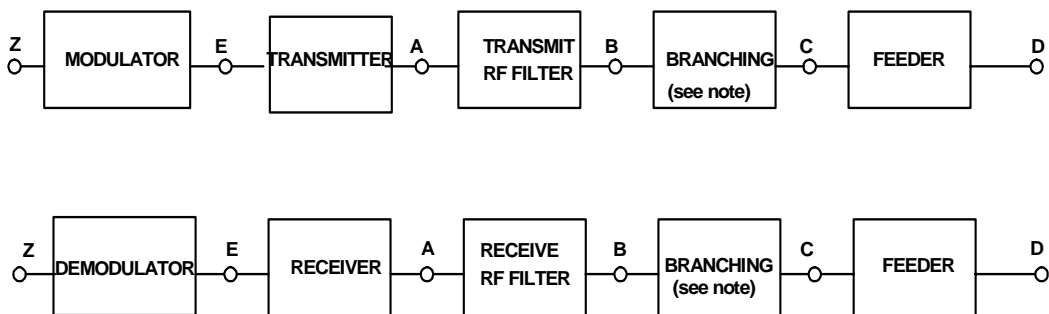 Z MODULATOR E TRANSMITTER A TRANSMIT RF FILTER B BRANCHING (see note) C FEEDER D
Z DEMODULATOR E RECEIVER A RECEIVE RF FILTER B BRANCHING (see note) C FEEDER D